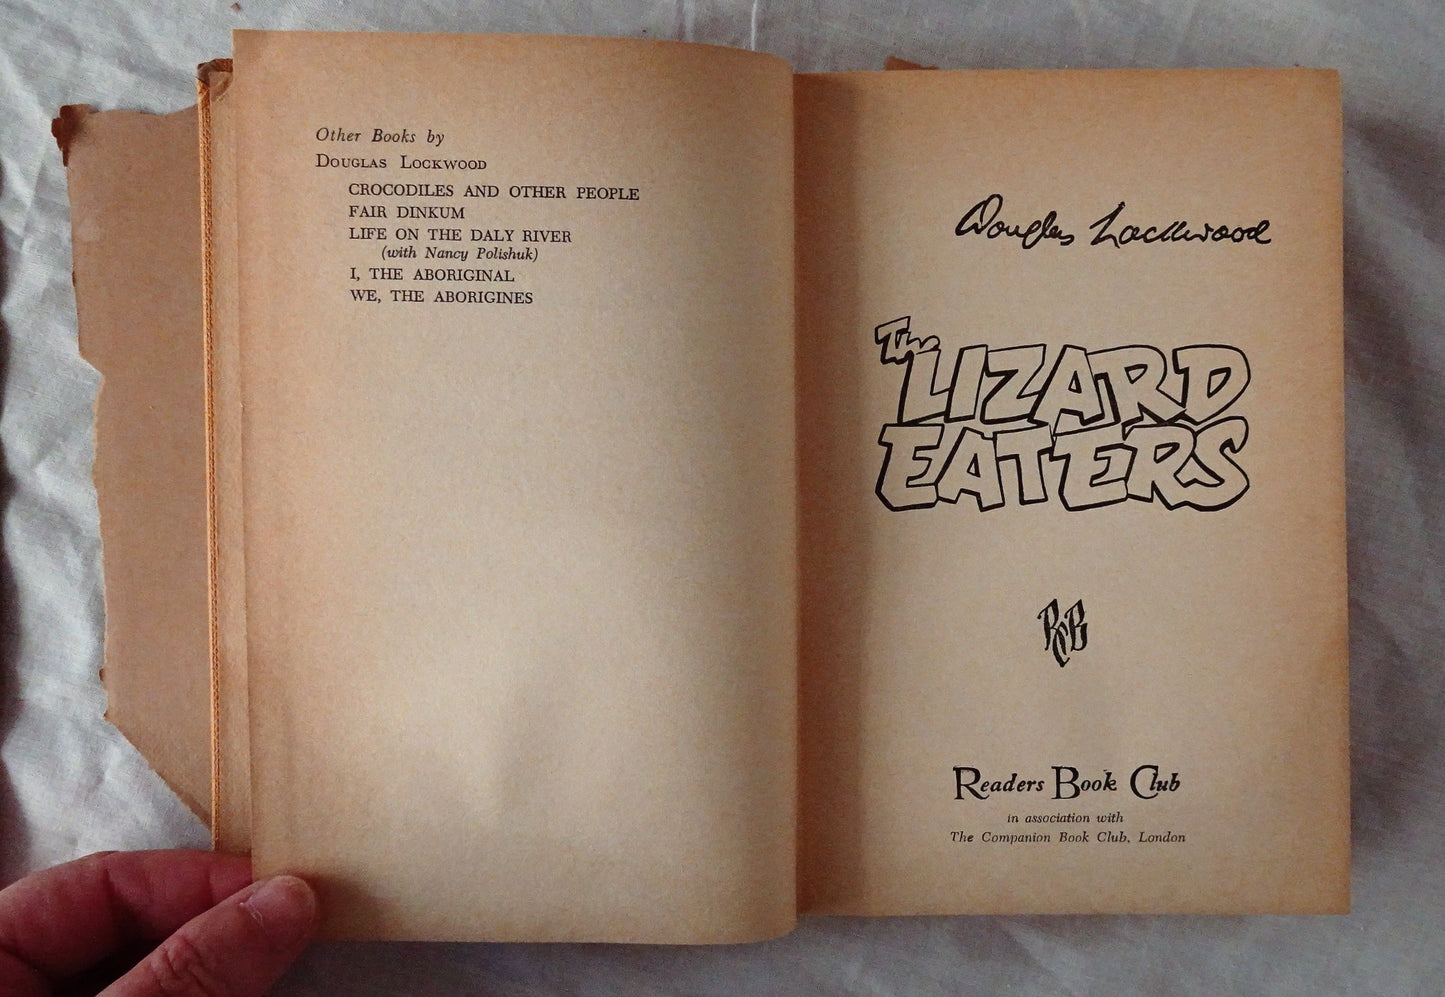 Other Books by
DOUGLAS LOCKWOOD
CROCODILES AND OTHER PEOPLE
FAIR DINKUM
LIFE ON THE DALY RIVER
(with Nancy Polishuk)
I, THE ABORIGINAL
WE, THE ABORIGINES
Douglas Lockwood
The
LIZARD
EATERS
RCB
Readers Book Club
in association with
The Companion Book Club, London